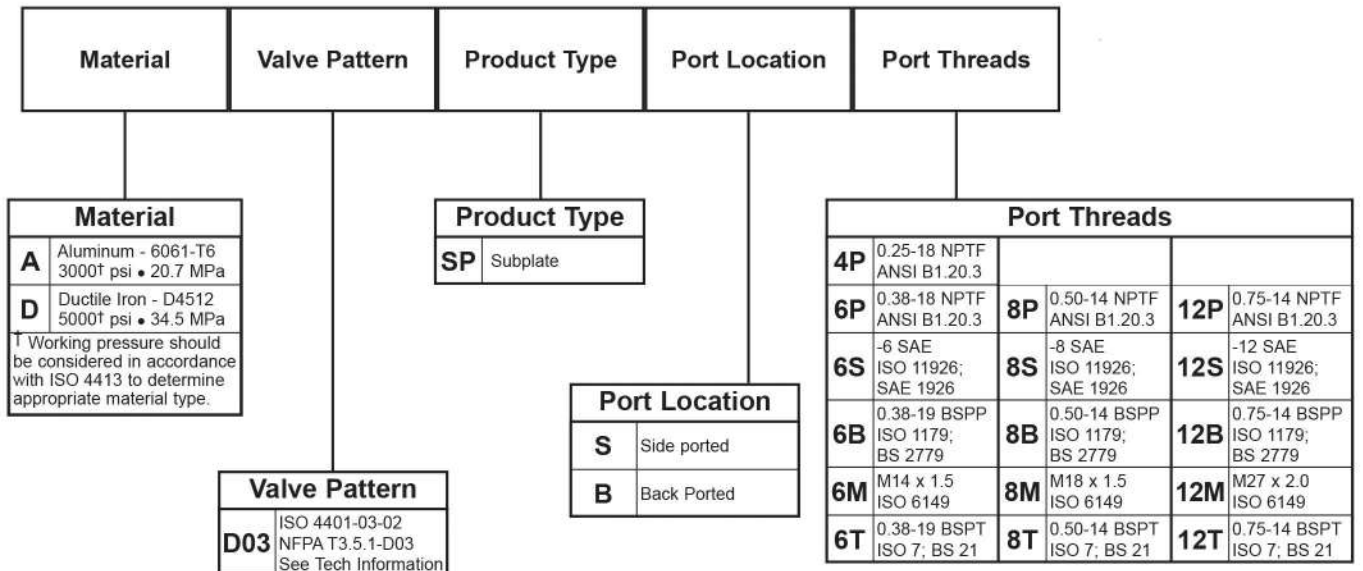 Material Valve Pattern Product Type Port Location Port Threads
Material
A Aluminum - 6061-T6
3000† psi • 20.7 MPa
D Ductile Iron - D4512
5000† psi • 34.5 MPa
† Working pressure should
be considered in accordance
with ISO 4413 to determine
appropriate material type.
Valve Pattern
D03 ISO 4401-03-02
NFPA T3.5.1-D03
See Tech Information
Product Type
SP Subplate
Port Location
S Side ported
B Back Ported
Port Threads
4P 0.25-18 NPTF
ANSI B1.20.3
6P 0.38-18 NPTF
ANSI B1.20.3
8P 0.50-14 NPTF
ANSI B1.20.3
12P 0.75-14 NPTF
ANSI B1.20.3
6S -6 SAE
ISO 11926;
SAE 1926
8S -8 SAE
ISO 11926;
SAE 1926
12S -12 SAE
ISO 11926;
SAE 1926
6B 0.38-19 BSPP
ISO 1179;
BS 2779
8B 0.50-14 BSPP
ISO 1179;
BS 2779
12B 0.75-14 BSPP
ISO 1179;
BS 2779
6M M14 x 1.5
ISO 6149
8M M18 x 1.5
ISO 6149
12M M27 x 2.0
ISO 6149
6T 0.38-19 BSPT
ISO 7; BS 21
8T 0.50-14 BSPT
ISO 7; BS 21
12T 0.75-14 BSPT
ISO 7; BS 21